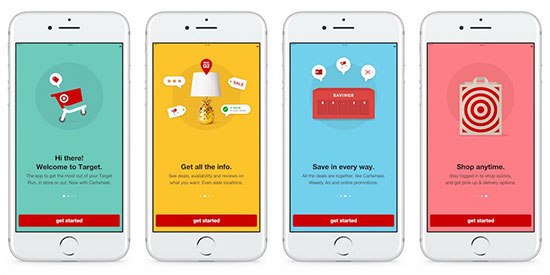 Hi there!
Welcome to Target.
The app to get the most out of your Target
Run, in store or out. Now with Cartwheel.
get started
SALE
Get all the info.
See deals, availability and reviews on
what you want. Even aisle locations.
get started
SAVINGS
Save in every way.
All the deals are together, like Cartwheel,
Weekly Ad and online promotions.
get started
Shop anytime.
Stay logged in to shop quickly,
and get pick-up & delivery options.
get started